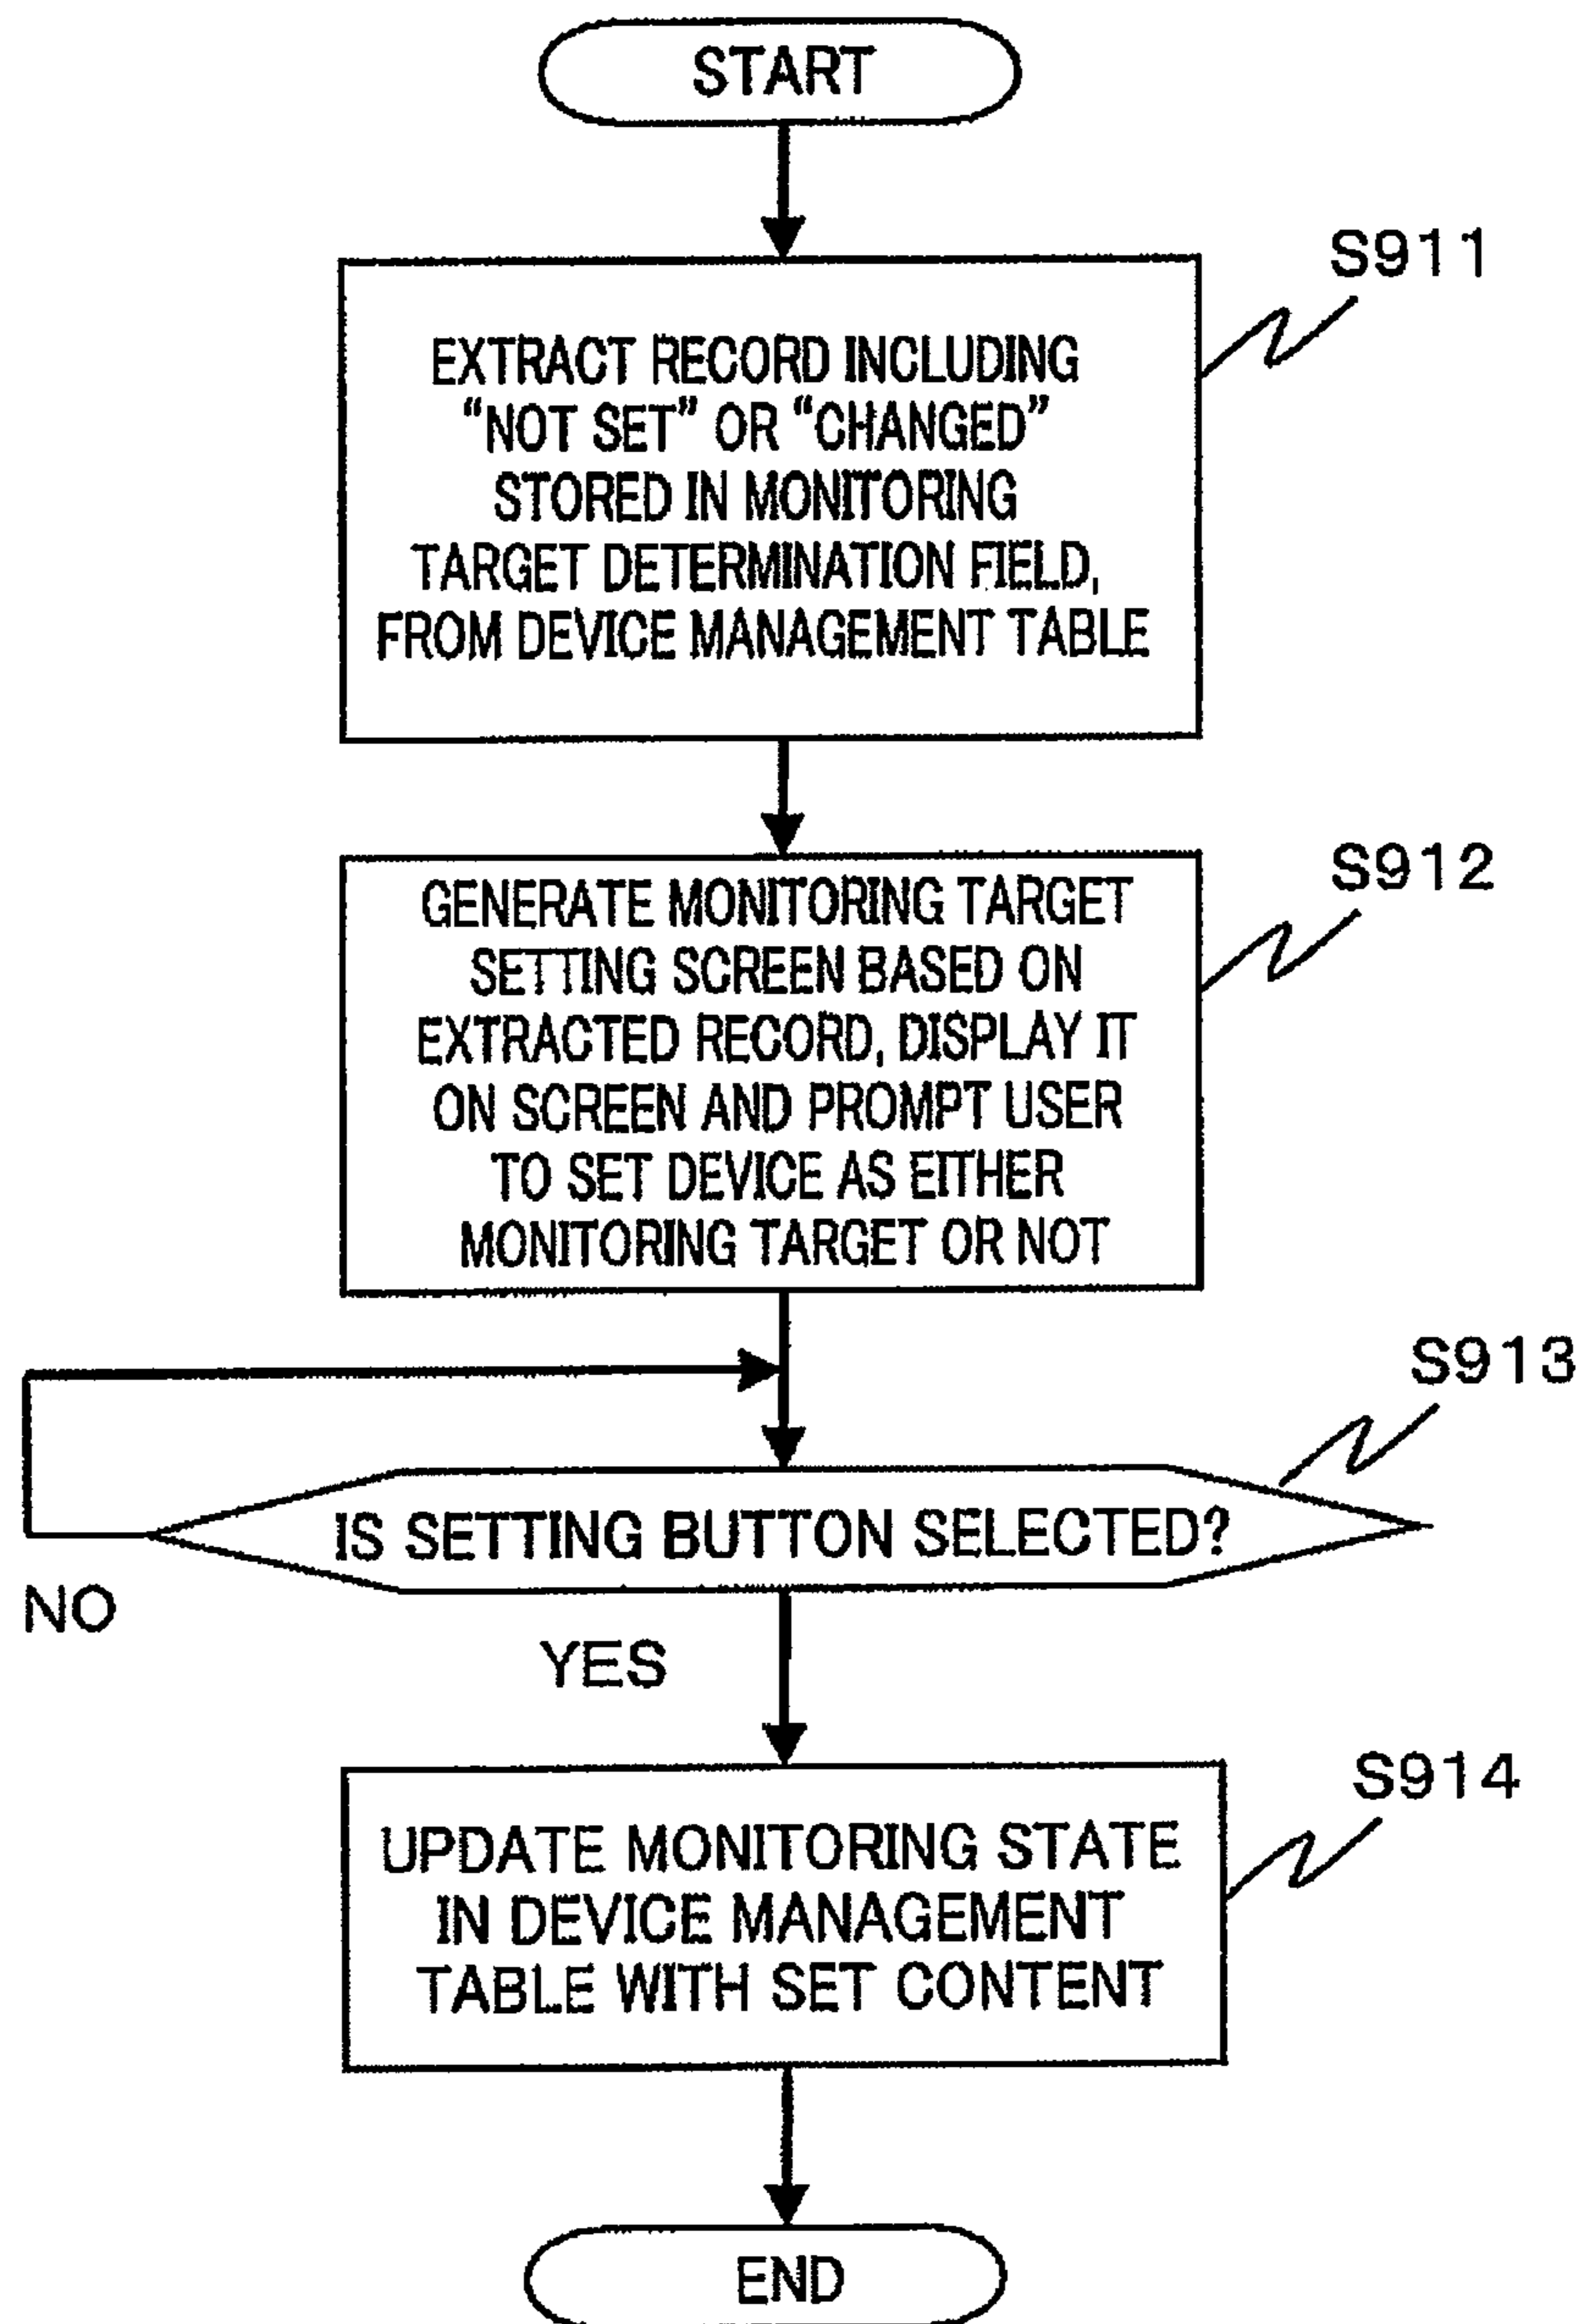 START
S911
EXTRACT RECORD INCLUDING
“NOT SET” OR “CHANGED”
STORED IN MONITORING
TARGET DETERMINATION FIELD,
FROM DEVICE MANAGEMENT TABLE
S912
GENERATE MONITORING TARGET
SETTING SCREEN BASED ON
EXTRACTED RECORD, DISPLAY IT
ON SCREEN AND PROMPT USER
TO SET DEVICE AS EITHER
MONITORING TARGET OR NOT
S913
IS SETTING BUTTON SELECTED?
NO
YES
S914
UPDATE MONITORING STATE
IN DEVICE MANAGEMENT
TABLE WITH SET CONTENT
END